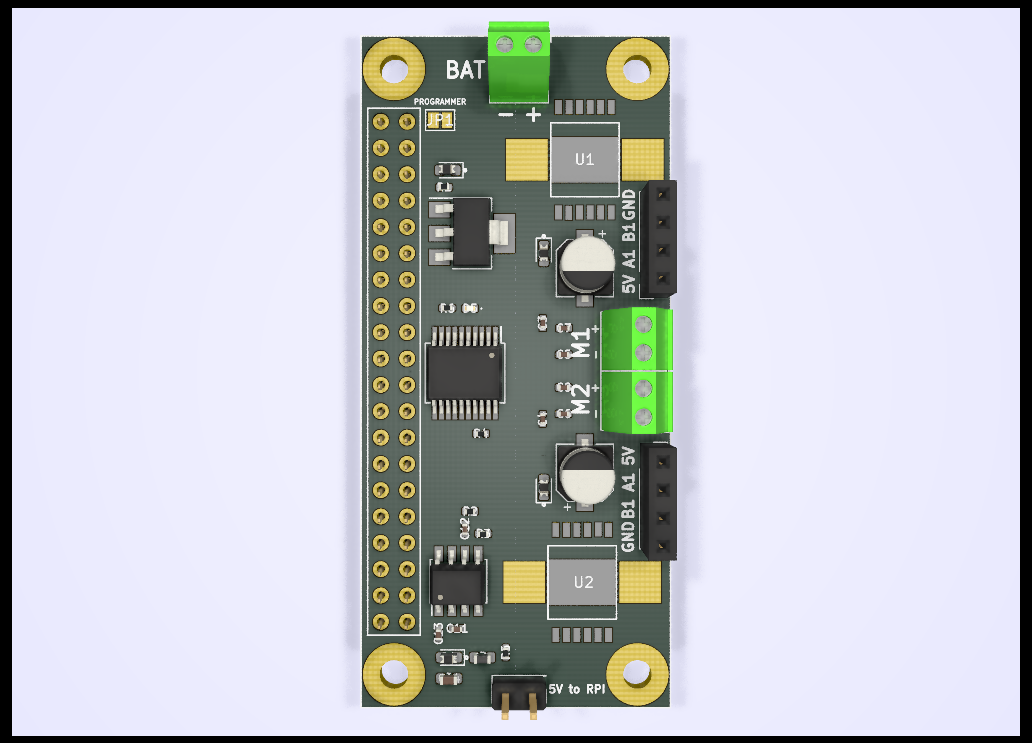 BAT
PROGRAMMER
JP1
- +
U1
GND
B1
A1
5V
+
M1
+
-
M2
+
-
5V
A1
B1
GND
+
U2
5V to RPI